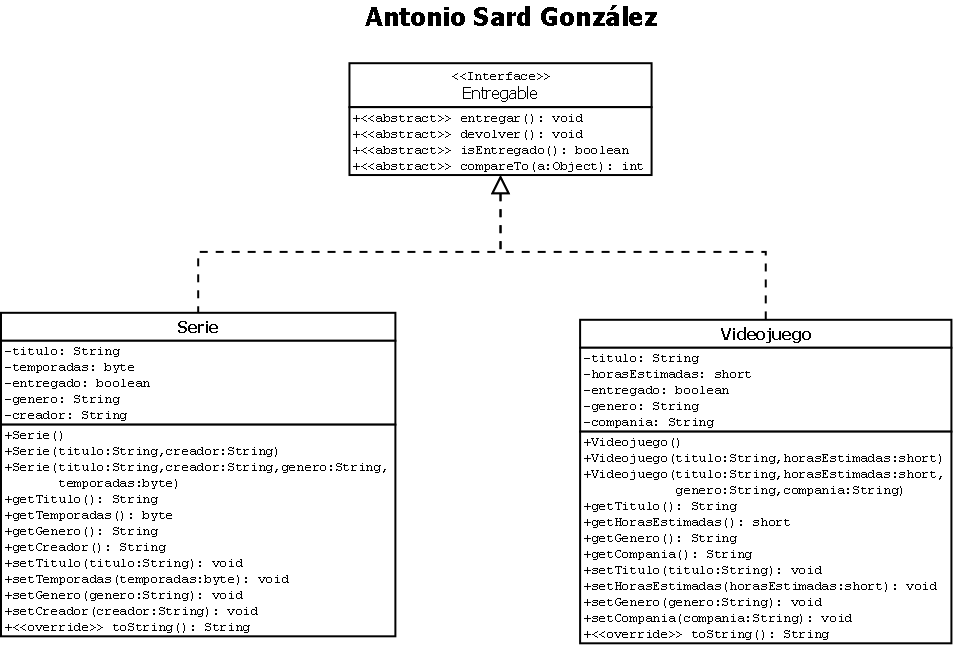 Antonio Sard González
<<Interface>>
Entregable
+<<abstract>> entregar(): void
+<<abstract>> devolver(): void
+<<abstract>> isEntregado(): boolean
+<<abstract>> compareTo(a:Object): int
Serie
-titulo: String
-temporadas: byte
-entregado: boolean
-genero: String
-creador: String
+Serie()
+Serie(titulo:String,creador:String)
+Serie(titulo:String,creador:String,genero:String,
temporadas:byte)
+getTitulo(): String
+getTemporadas(): byte
+getGenero(): String
+getCreador(): String
+setTitulo(titulo:String): void
+setTemporadas(temporadas:byte): void
+setGenero(genero:String): void
+setCreador(creador:String): void
+<<override>> toString(): String
Videojuego
-titulo: String
-horasEstimadas: short
-entregado: boolean
-genero: String
-compania: String
+Videojuego()
+Videojuego(titulo:String,horasEstimadas:short)
+Videojuego(titulo:String,horasEstimadas:short,
genero:String,compania:String)
+getTitulo(): String
+getHorasEstimadas(): short
+getGenero(): String
+getCompania(): String
+setTitulo(titulo:String): void
+setHorasEstimadas(horasEstimadas:short): void
+setGenero(genero:String): void
+setCompania(compania:String): void
+<<override>> toString(): String